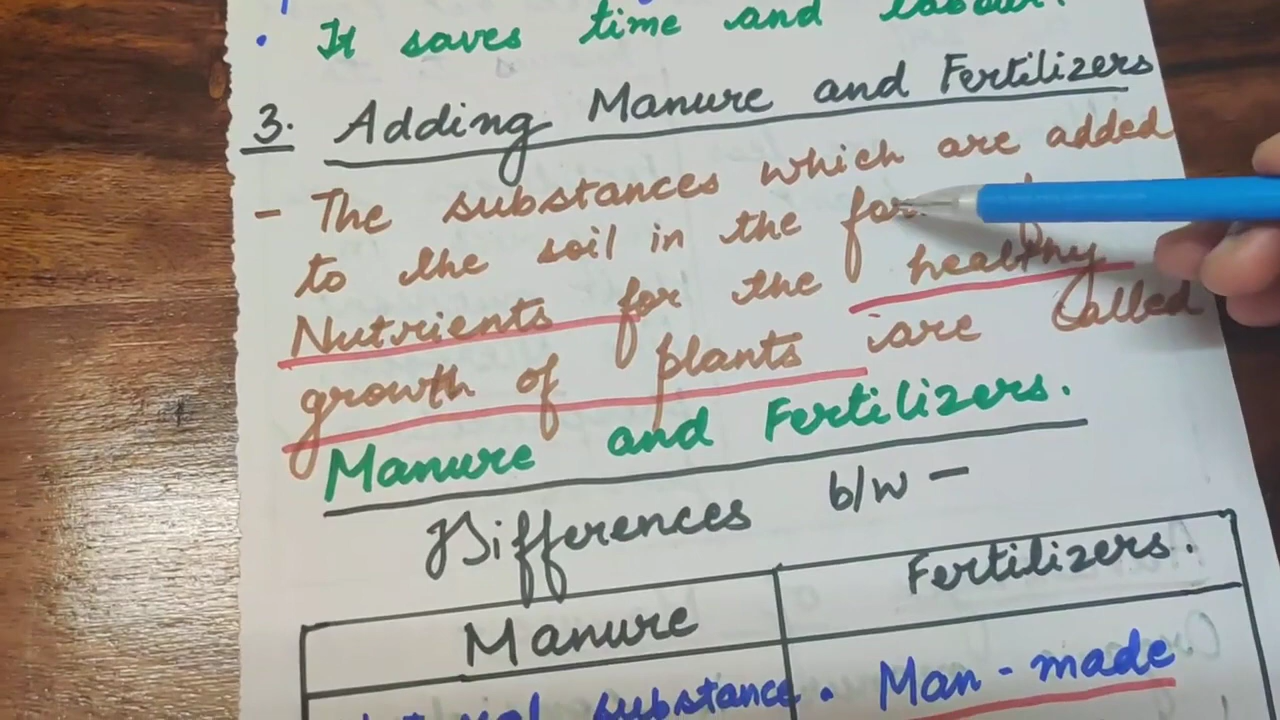 • It saves time and labour.
3. Adding Manure and Fertilizers
- The substances which are added
to the soil in the
Nutrients for the healthy
growth of plants are called
Manure and Fertilizers.
Differences b/w -
Manure Fertilizers.
substance. • Man-made